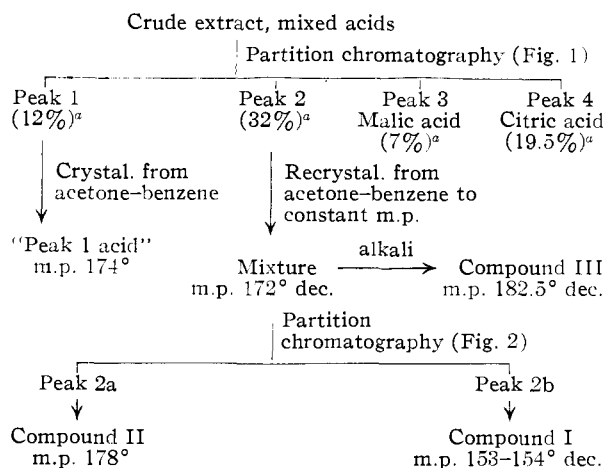 Crude extract, mixed acids
Partition chromatography (Fig. 1)
Peak 1 Peak 2 Peak 3 Peak 4
(12%)ᵃ (32%)ᵃ Malic acid Citric acid
(7%)ᵃ (19.5%)ᵃ
Crystal. from Recrystal. from
acetone–benzene acetone–benzene to
constant m.p.
"Peak 1 acid" alkali
m.p. 174° Mixture Compound III
m.p. 172° dec. m.p. 182.5° dec.
Partition
chromatography (Fig. 2)
Peak 2a Peak 2b
Compound II Compound I
m.p. 178° m.p. 153–154° dec.